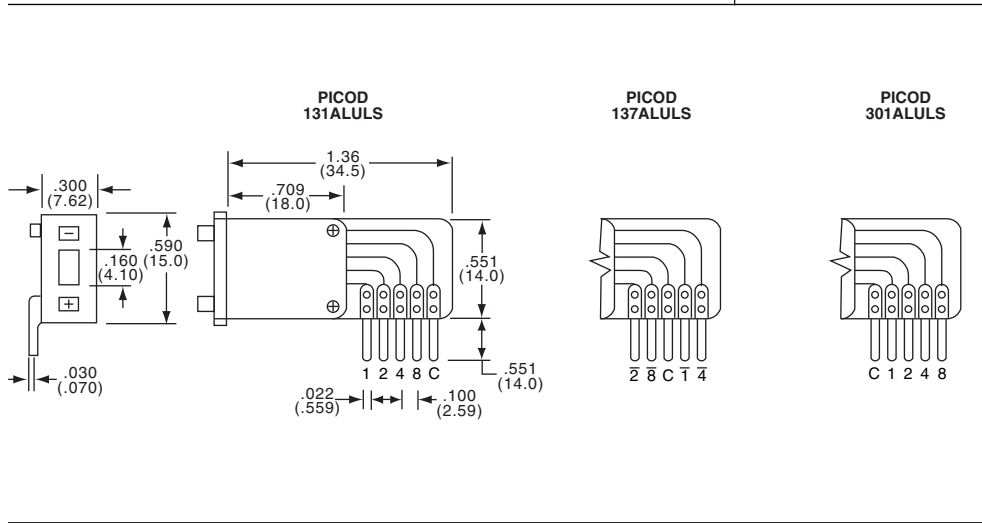 PICOD
131ALULS
PICOD
137ALULS
PICOD
301ALULS
1.36
(34.5)
.300
(7.62)
.709
(18.0)
−
.160
(4.10)
.590
(15.0)
+
.551
(14.0)
.030
(.070)
1 2 4 8 C
.551
(14.0)
.022
(.559)
.100
(2.59)
2̅ 8̅ C 1̅ 4̅
C 1 2 4 8